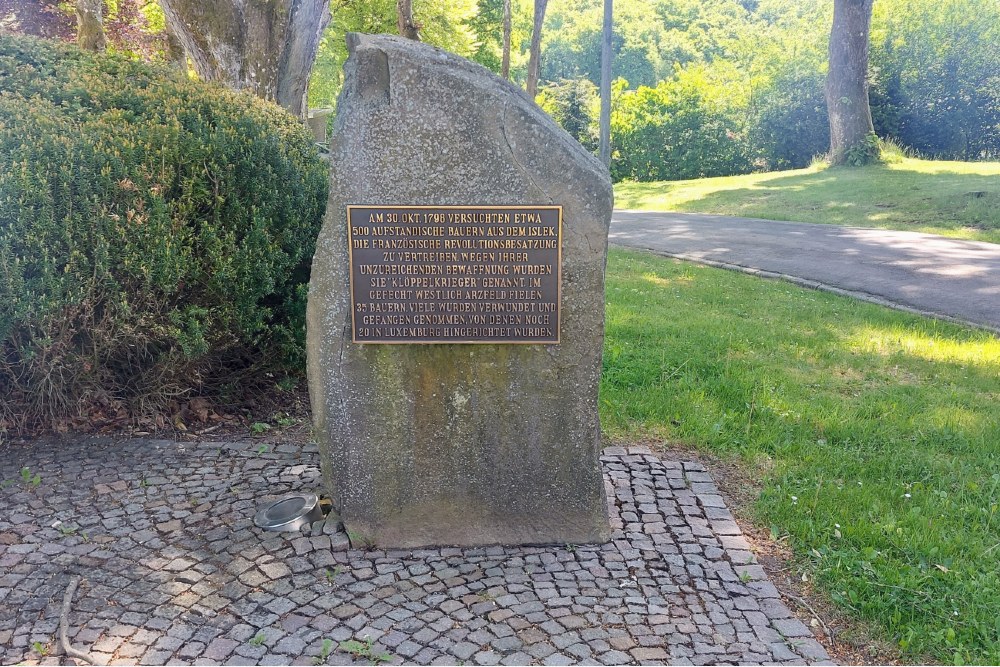 AM 30. OKT. 1798 VERSUCHTEN ETWA
500 AUFSTÄNDISCHE BAUERN AUS DEM ISLEK,
DIE FRANZÖSISCHE REVOLUTIONSBESATZUNG
ZU VERTREIBEN. WEGEN IHRER
UNZUREICHENDEN BEWAFFNUNG WURDEN
SIE "KLÖPPELKRIEGER" GENANNT. IM
GEFECHT WESTLICH ARZFELD FIELEN
35 BAUERN, VIELE WURDEN VERWUNDET UND
GEFANGEN GENOMMEN, VON DENEN NOCH
20 IN LUXEMBURG HINGERICHTET WURDEN.